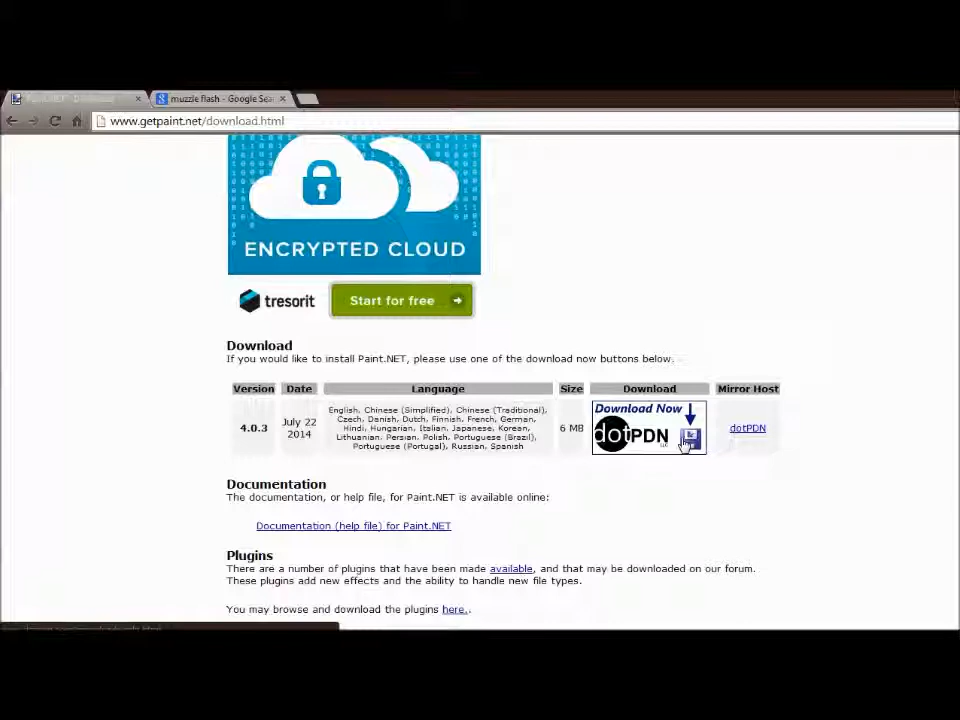 muzzle flash - Google Sea
www.getpaint.net/download.html
ENCRYPTED CLOUD
tresorit
Start for free
Download
If you would like to install Paint.NET, please use one of the download now buttons below.
Version Date Language Size Download Mirror Host
4.0.3
July 22
2014
English, Chinese (Simplified), Chinese (Traditional),
Czech, Danish, Dutch, Finnish, French, German,
Hindi, Hungarian, Italian, Japanese, Korean,
Lithuanian, Persian, Polish, Portuguese (Brazil),
Portuguese (Portugal), Russian, Spanish
6 MB
Download Now
dotPDN
dotPDN
Documentation
The documentation, or help file, for Paint.NET is available online:
Documentation (help file) for Paint.NET
Plugins
There are a number of plugins that have been made available, and that may be downloaded on our forum.
These plugins add new effects and the ability to handle new file types.
You may browse and download the plugins here..